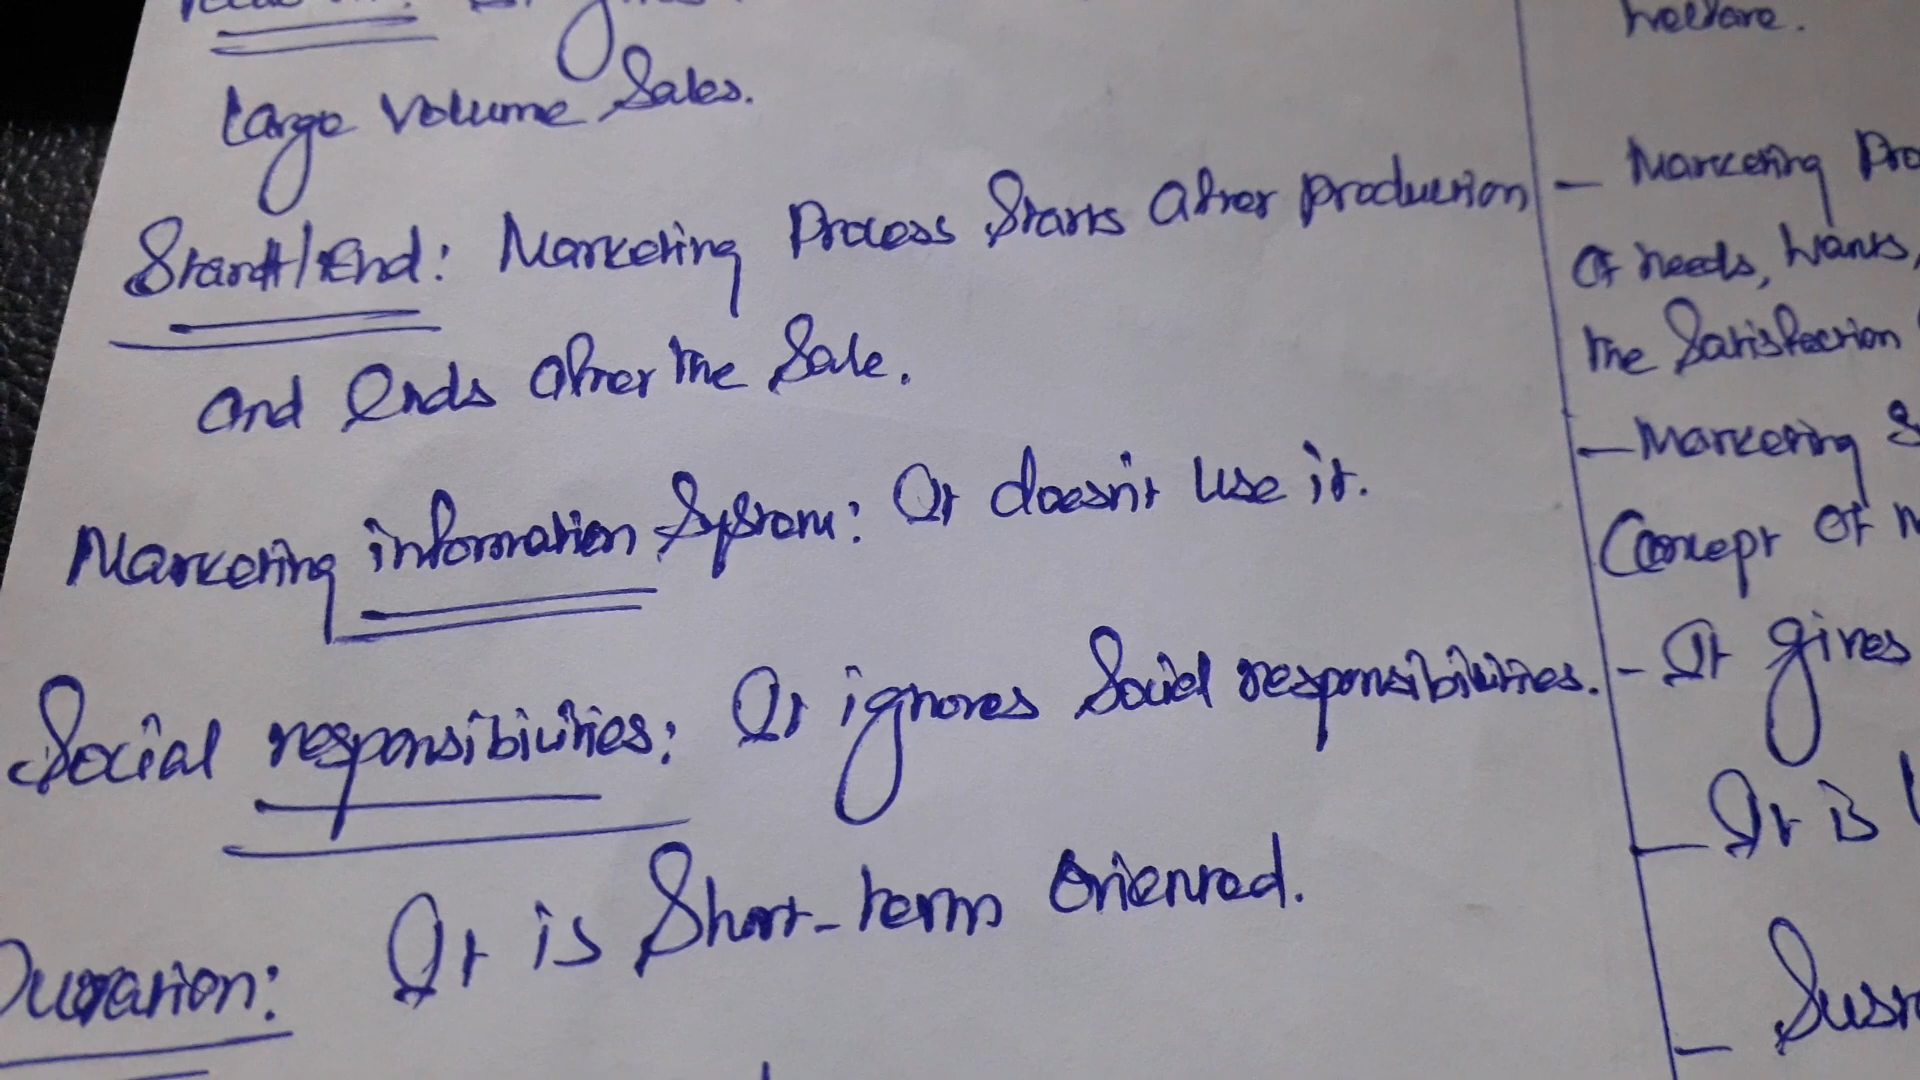 Large Volume Sales.
Start/End: Marketing Process Starts after production
and Ends after the Sale.
Marketing information System: It doesn't use it.
Social responsibilities: It ignores Social responsibilities.
Duration: It is Short-term oriented.
welfare.
- Marketing Pro
of needs, wants,
the Satisfaction
- Marketing S
Concept of M
- It gives
- It is
- Sust